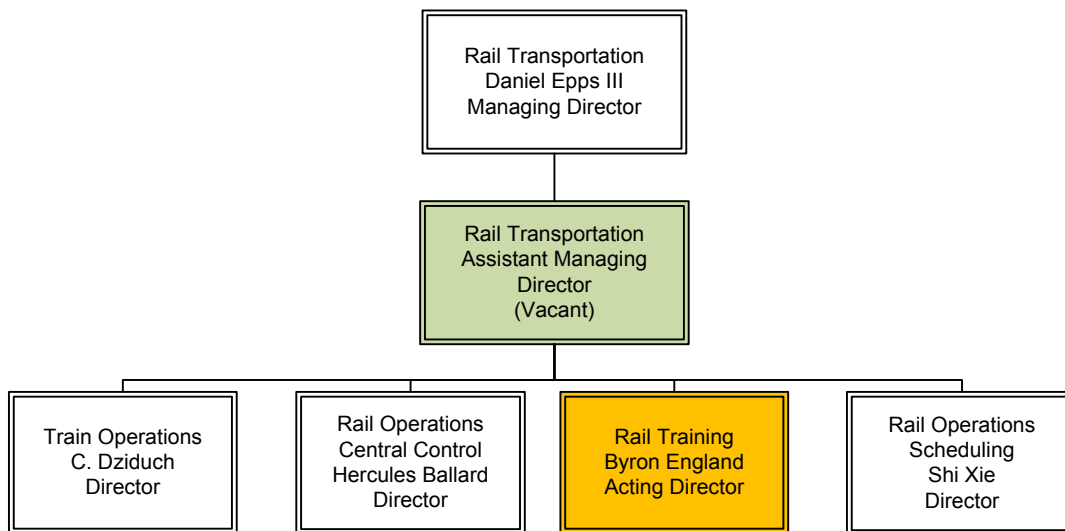 Rail Transportation
Daniel Epps III
Managing Director
Rail Transportation
Assistant Managing
Director
(Vacant)
Train Operations
C. Dziduch
Director
Rail Operations
Central Control
Hercules Ballard
Director
Rail Training
Byron England
Acting Director
Rail Operations
Scheduling
Shi Xie
Director